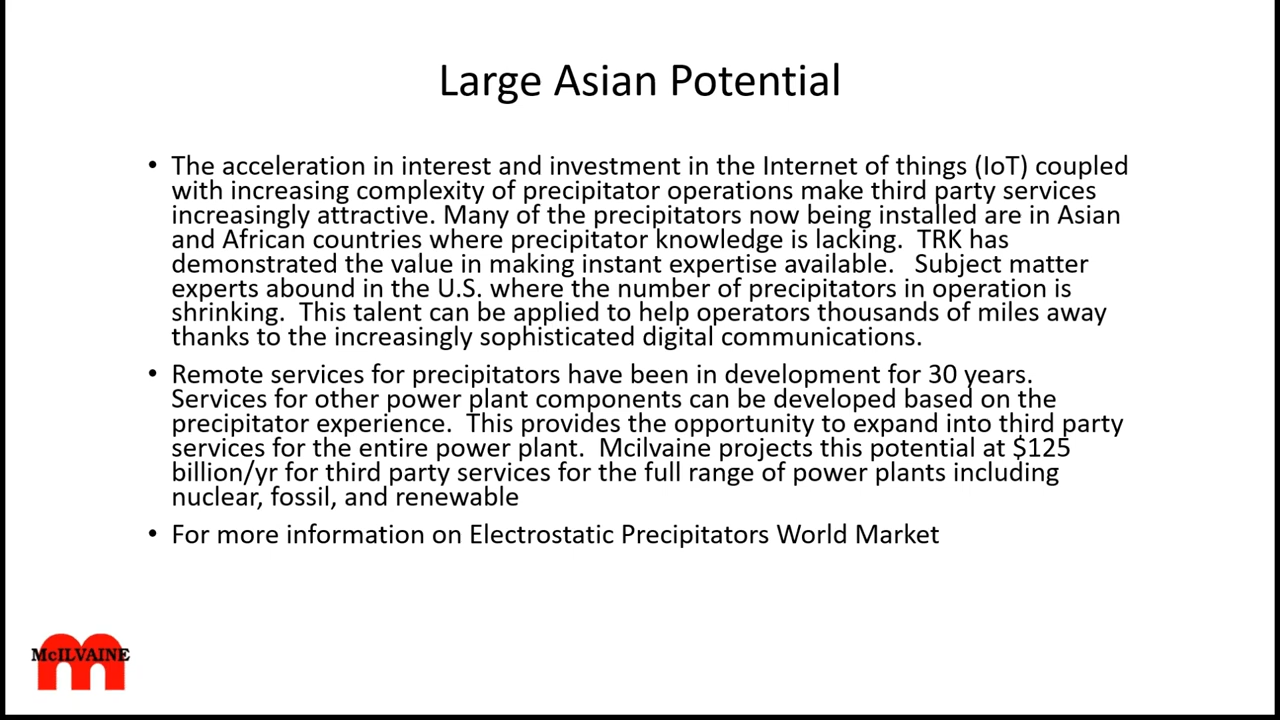 Large Asian Potential
• The acceleration in interest and investment in the Internet of things (IoT) coupled
with increasing complexity of precipitator operations make third party services
increasingly attractive. Many of the precipitators now being installed are in Asian
and African countries where precipitator knowledge is lacking.  TRK has
demonstrated the value in making instant expertise available.   Subject matter
experts abound in the U.S. where the number of precipitators in operation is
shrinking.  This talent can be applied to help operators thousands of miles away
thanks to the increasingly sophisticated digital communications.
• Remote services for precipitators have been in development for 30 years.
Services for other power plant components can be developed based on the
precipitator experience.  This provides the opportunity to expand into third party
services for the entire power plant.  Mcilvaine projects this potential at $125
billion/yr for third party services for the full range of power plants including
nuclear, fossil, and renewable
• For more information on Electrostatic Precipitators World Market
McILVAINE